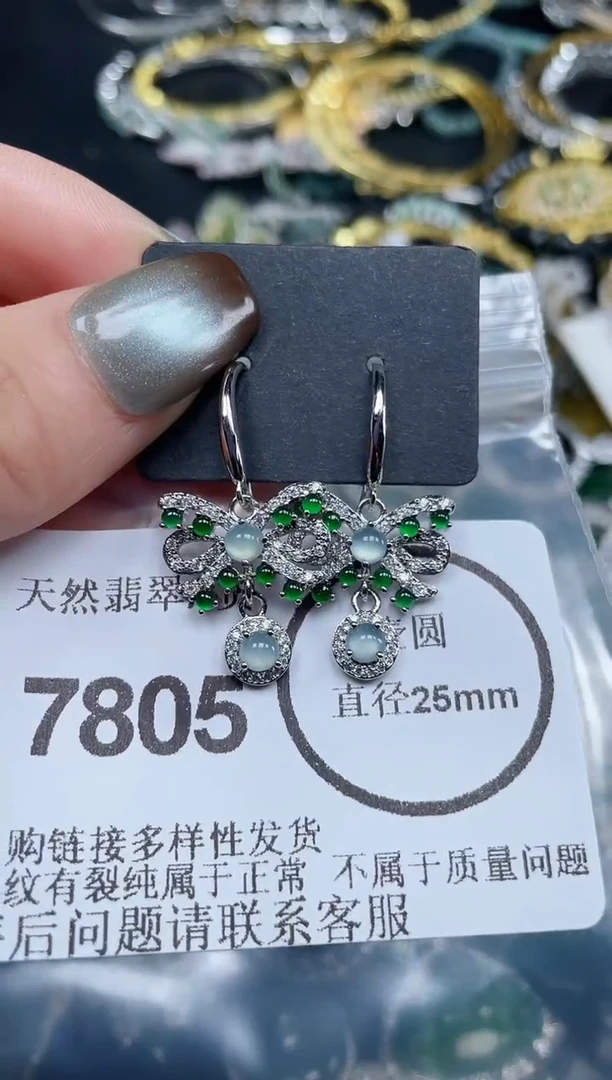 天然翡翠
7805
圆
直径25mm
购链接多样性发货
纹有裂纯属于正常 不属于质量问题
后问题请联系客服